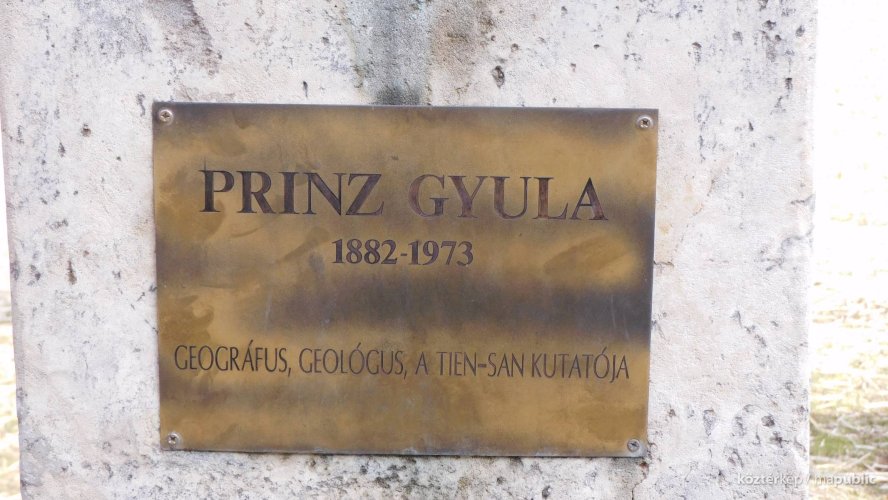 PRINZ GYULA
1882-1973
GEOGRÁFUS, GEOLÓGUS, A TIEN-SAN KUTATÓJA
köztérkép / mapublic